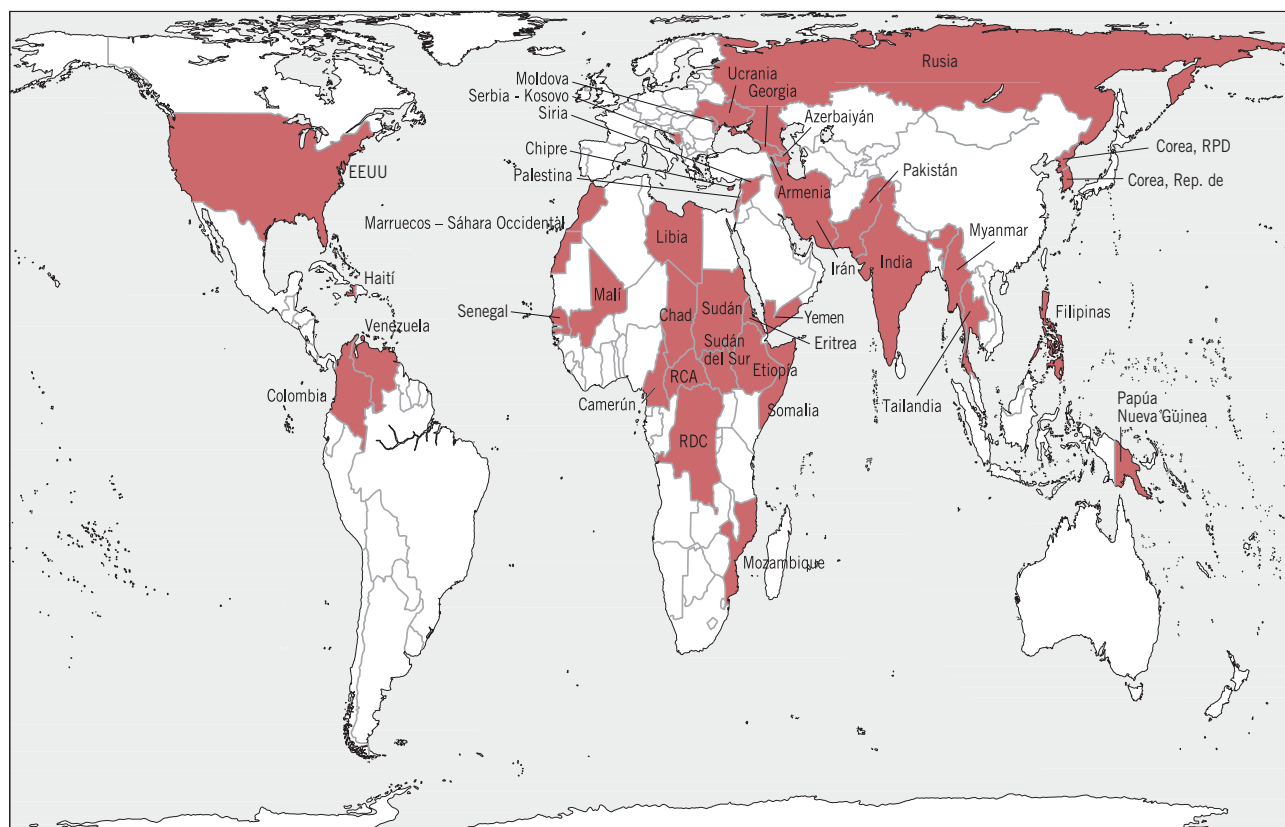 Rusia
Moldova
Ucrania
Serbia - Kosovo
Georgia
Siria
Azerbaiyán
Chipre
Corea, RPD
Palestina
Pakistán
EEUU
Armenia
Corea, Rep. de
Marruecos – Sáhara Occidental
Myanmar
Libia
Irán
India
Haití
Malí
Senegal
Chad
Sudán
Yemen
Filipinas
Venezuela
Eritrea
Sudán
del Sur
Etiopía
RCA
Colombia
Camerún
Tailandia
Somalia
Papúa
Nueva Guinea
RDC
Mozambique